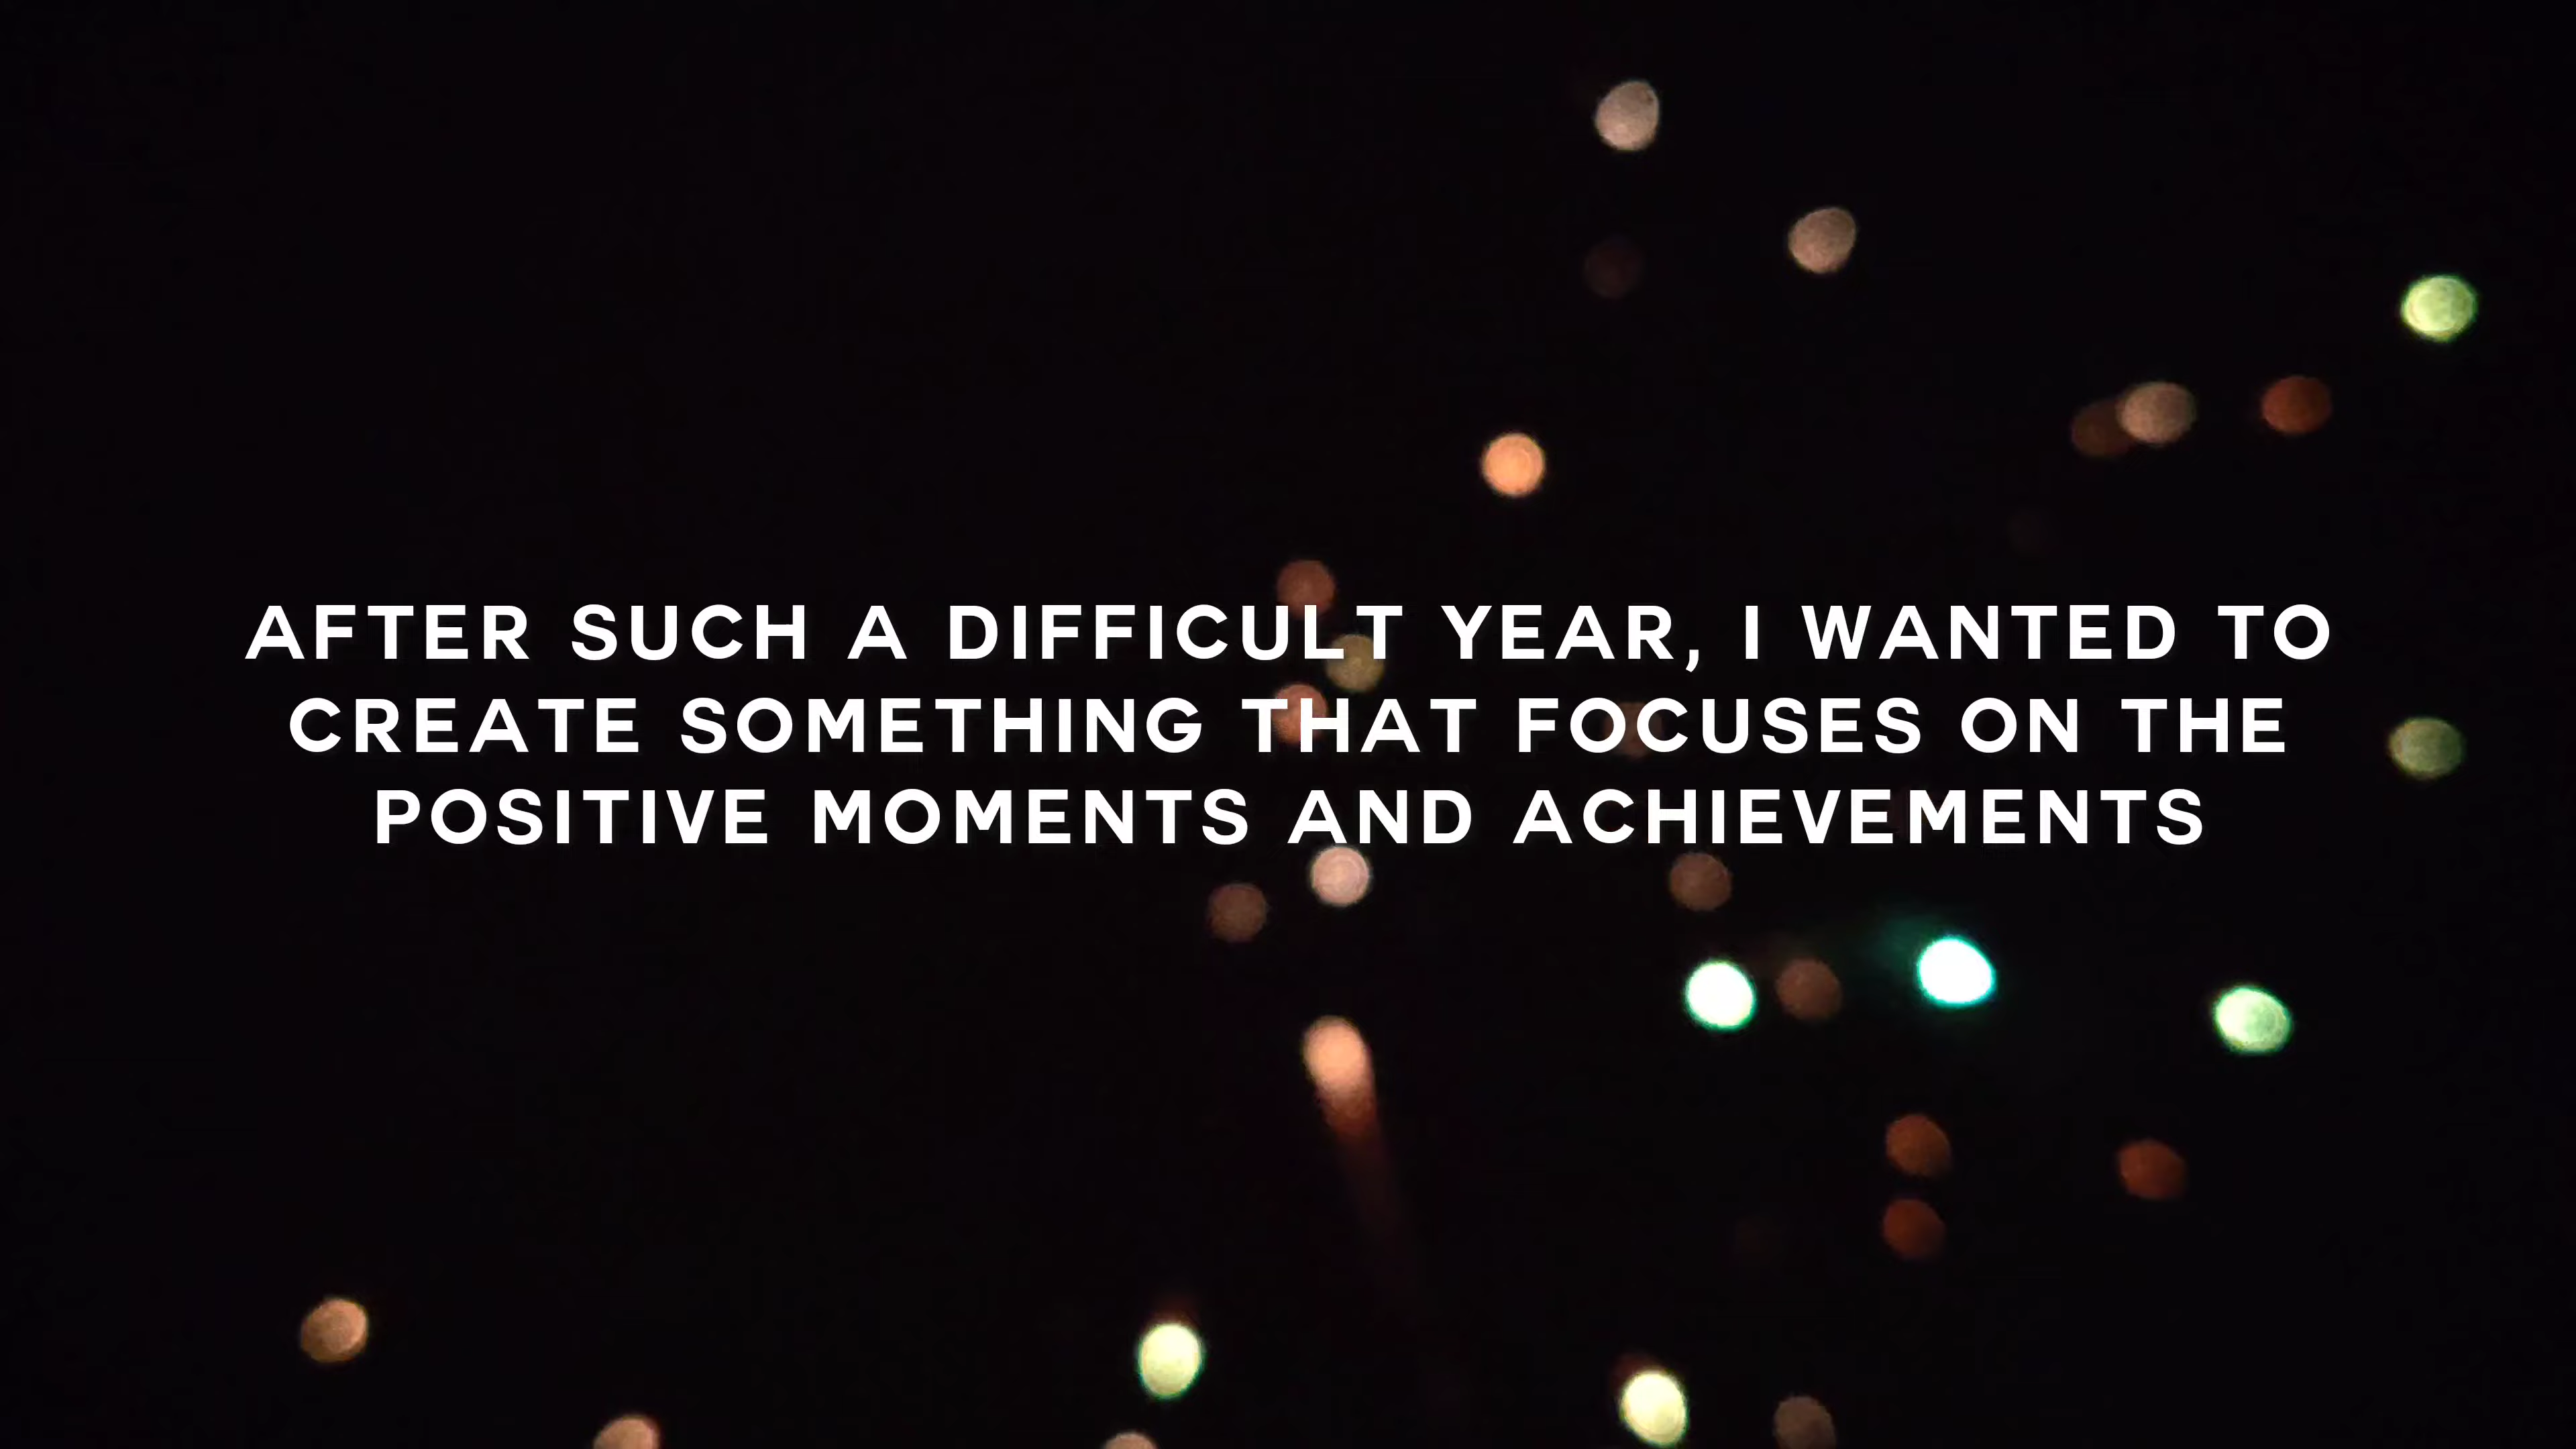 AFTER SUCH A DIFFICULT YEAR, I WANTED TO
CREATE SOMETHING THAT FOCUSES ON THE
POSITIVE MOMENTS AND ACHIEVEMENTS